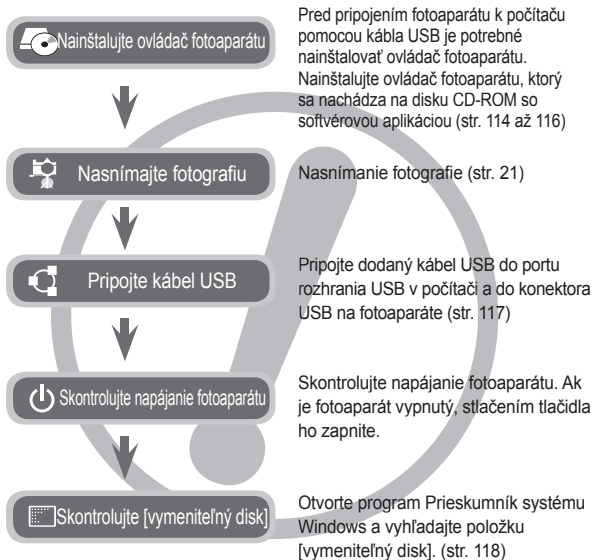 Nainštalujte ovládač fotoaparátu
Pred pripojením fotoaparátu k počítaču
pomocou kábla USB je potrebné
nainštalovať ovládač fotoaparátu.
Nainštalujte ovládač fotoaparátu, ktorý
sa nachádza na disku CD-ROM so
softvérovou aplikáciou (str. 114 až 116)
Nasnímajte fotografiu
Nasnímanie fotografie (str. 21)
Pripojte kábel USB
Pripojte dodaný kábel USB do portu
rozhrania USB v počítači a do konektora
USB na fotoaparáte (str. 117)
Skontrolujte napájanie fotoaparátu
Skontrolujte napájanie fotoaparátu. Ak
je fotoaparát vypnutý, stlačením tlačidla
ho zapnite.
Skontrolujte [vymeniteľný disk]
Otvorte program Prieskumník systému
Windows a vyhľadajte položku
[vymeniteľný disk]. (str. 118)